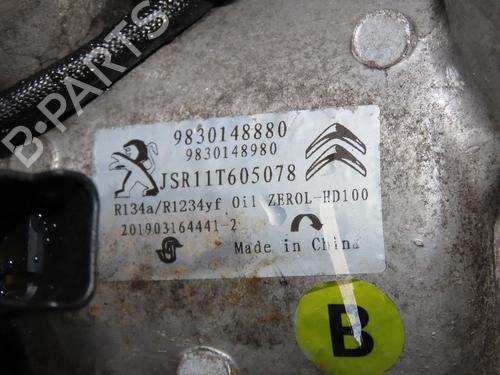 9830148880
9830148980
JSR11T605078
R134a/R1234yf Oil ZEROL-HD100
201903164441-2
Made in China
B
B-PARTS